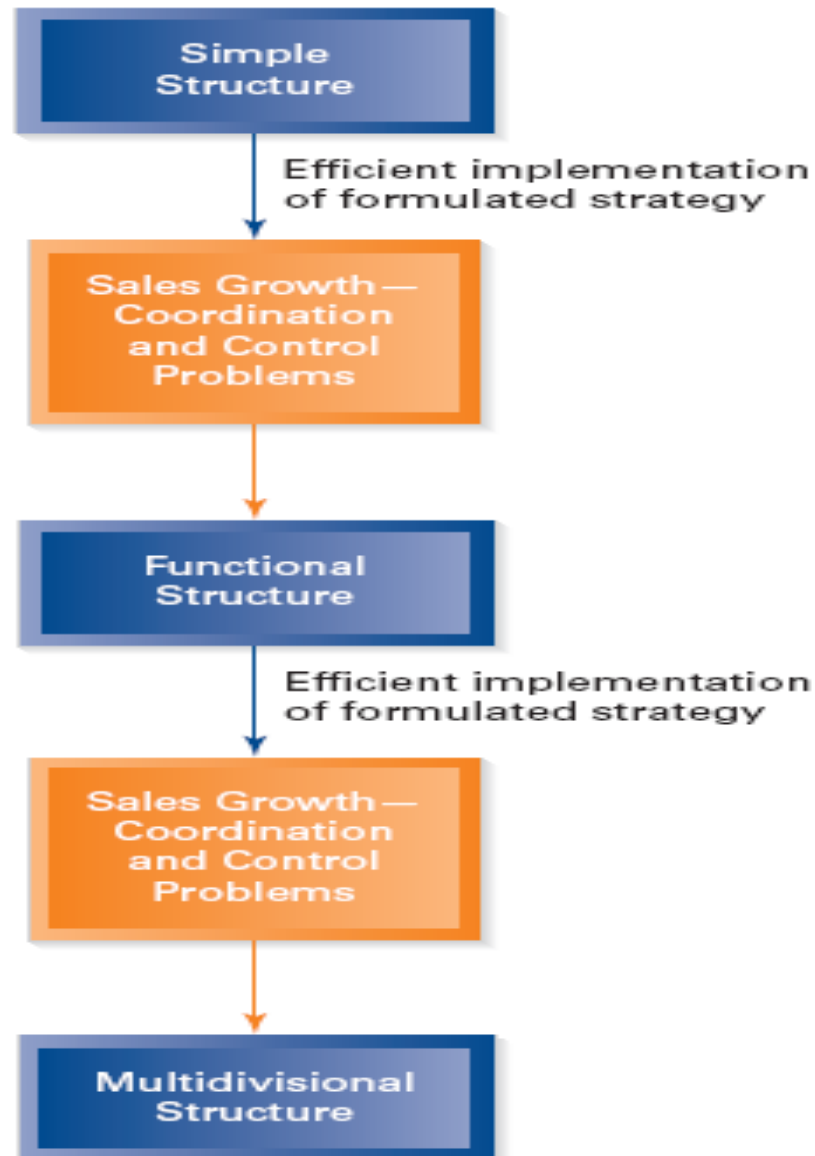 Simple
Structure
Efficient implementation
of formulated strategy
Sales Growth—
Coordination
and Control
Problems
Functional
Structure
Efficient implementation
of formulated strategy
Sales Growth—
Coordination
and Control
Problems
Multidivisional
Structure